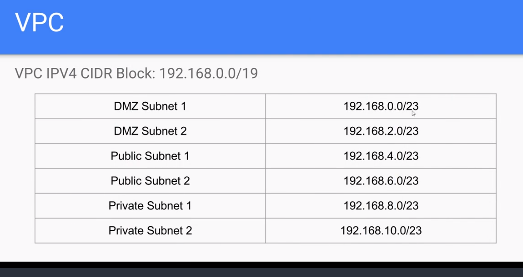 VPC
VPC IPV4 CIDR Block: 192.168.0.0/19
DMZ Subnet 1 192.168.0.0/23
DMZ Subnet 2 192.168.2.0/23
Public Subnet 1 192.168.4.0/23
Public Subnet 2 192.168.6.0/23
Private Subnet 1 192.168.8.0/23
Private Subnet 2 192.168.10.0/23